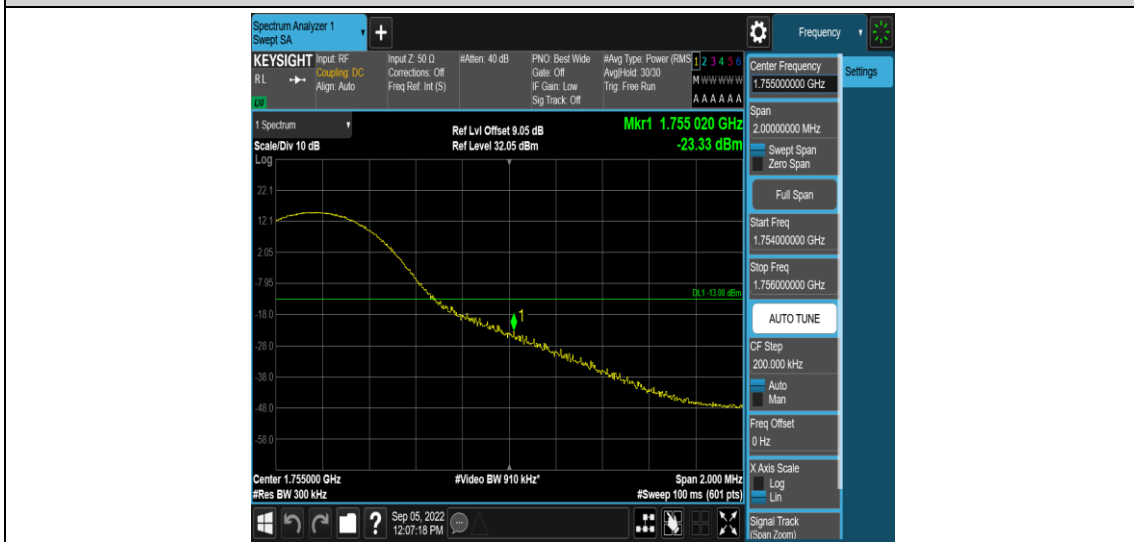 Spectrum Analyzer 1
Swept SA
+
Frequency
KEYSIGHT
RL
Input: RF
Coupling: DC
Align: Auto
Input Z: 50 Ω
Corrections: Off
Freq Ref: Int (S)
#Atten: 40 dB
PNO: Best Wide
Gate: Off
IF Gain: Low
Sig Track: Off
#Avg Type: Power (RMS
Avg|Hold: 30/30
Trig: Free Run
1 2 3 4 5 6
M W W W W W
A A A A A A
1 Spectrum
Scale/Div 10 dB
Log
Ref Lvl Offset 9.05 dB
Ref Level 32.05 dBm
Mkr1 1.755 020 GHz
-23.33 dBm
22.1
12.1
2.05
-7.95
-18.0
-28.0
-38.0
-48.0
-58.0
DL1 -13.00 dBm
1
Center 1.755000 GHz
#Res BW 300 kHz
#Video BW 910 kHz*
Span 2.000 MHz
#Sweep 100 ms (601 pts)
Center Frequency
1.755000000 GHz
Settings
Span
2.00000000 MHz
Swept Span
Zero Span
Full Span
Start Freq
1.754000000 GHz
Stop Freq
1.756000000 GHz
AUTO TUNE
CF Step
200.000 kHz
Auto
Man
Freq Offset
0 Hz
X Axis Scale
Log
Lin
Signal Track
(Span Zoom)
?
Sep 05, 2022
12:07:18 PM